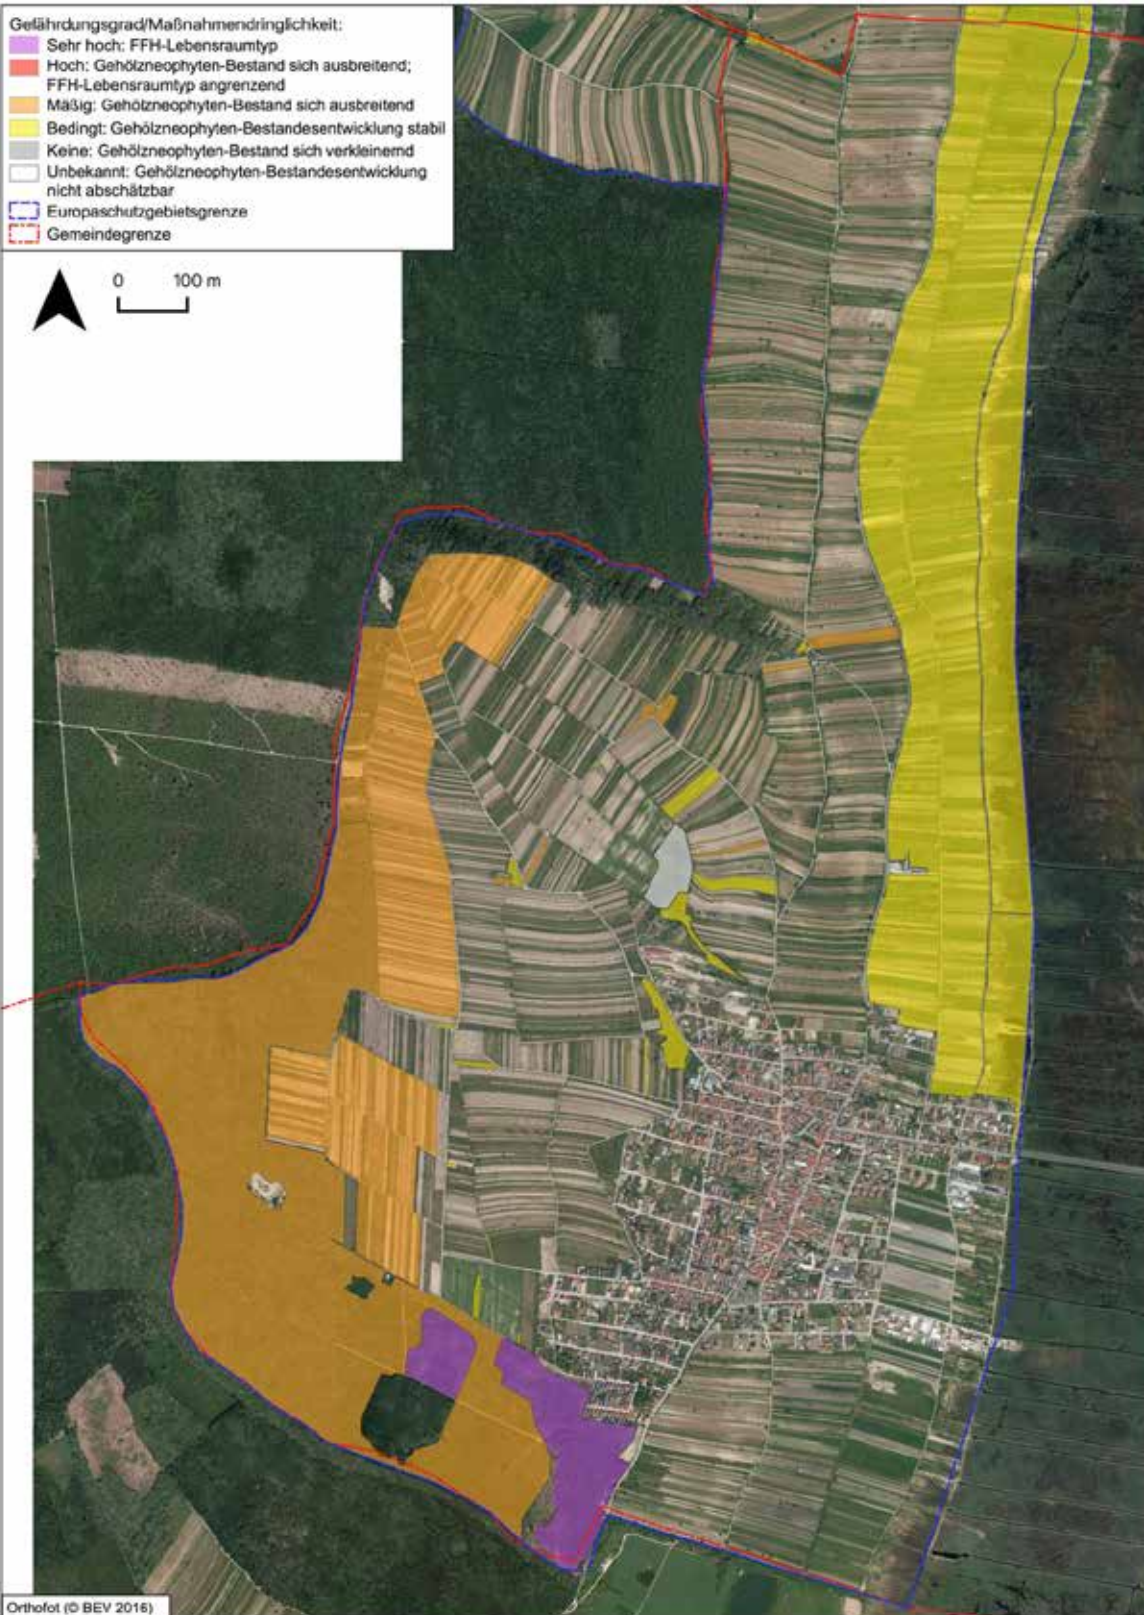 Gefährdungsgrad/Maßnahmendringlichkeit:
Sehr hoch: FFH-Lebensraumtyp
Hoch: Gehölzneophyten-Bestand sich ausbreitend;
FFH-Lebensraumtyp angrenzend
Mäßig: Gehölzneophyten-Bestand sich ausbreitend
Bedingt: Gehölzneophyten-Bestandesentwicklung stabil
Keine: Gehölzneophyten-Bestand sich verkleinernd
Unbekannt: Gehölzneophyten-Bestandesentwicklung
nicht abschätzbar
Europaschutzgebietsgrenze
Gemeindegrenze
0 100 m
Orthofot (© BEV 2016)